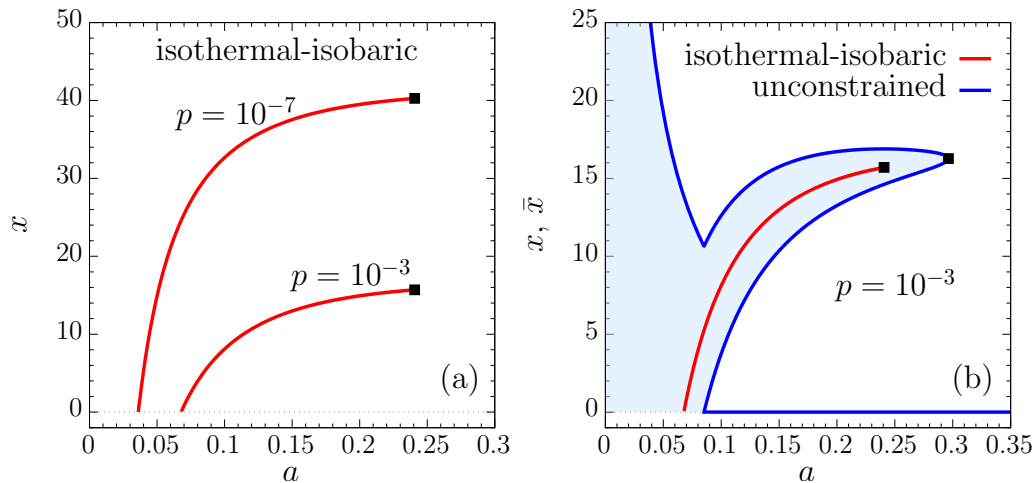 50
40
30
20
10
0
x
isothermal-isobaric
p = 10⁻⁷
p = 10⁻³
(a)
0 0.05 0.1 0.15 0.2 0.25 0.3
a
25
20
15
10
5
0
x, x̄
isothermal-isobaric
unconstrained
p = 10⁻³
(b)
0 0.05 0.1 0.15 0.2 0.25 0.3 0.35
a